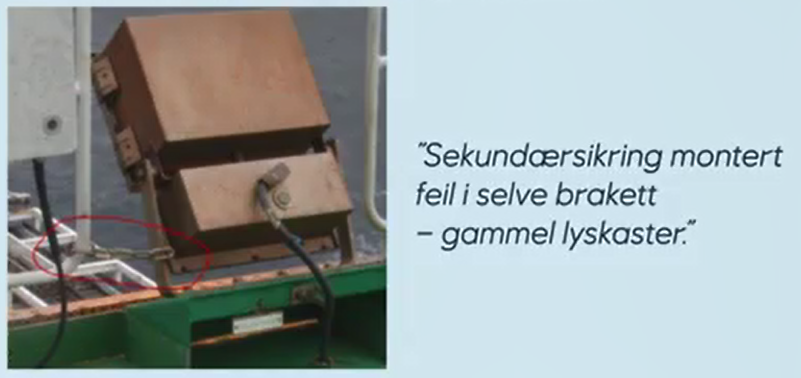 "Sekundærsikring montert
feil i selve brakett
– gammel lyskaster."